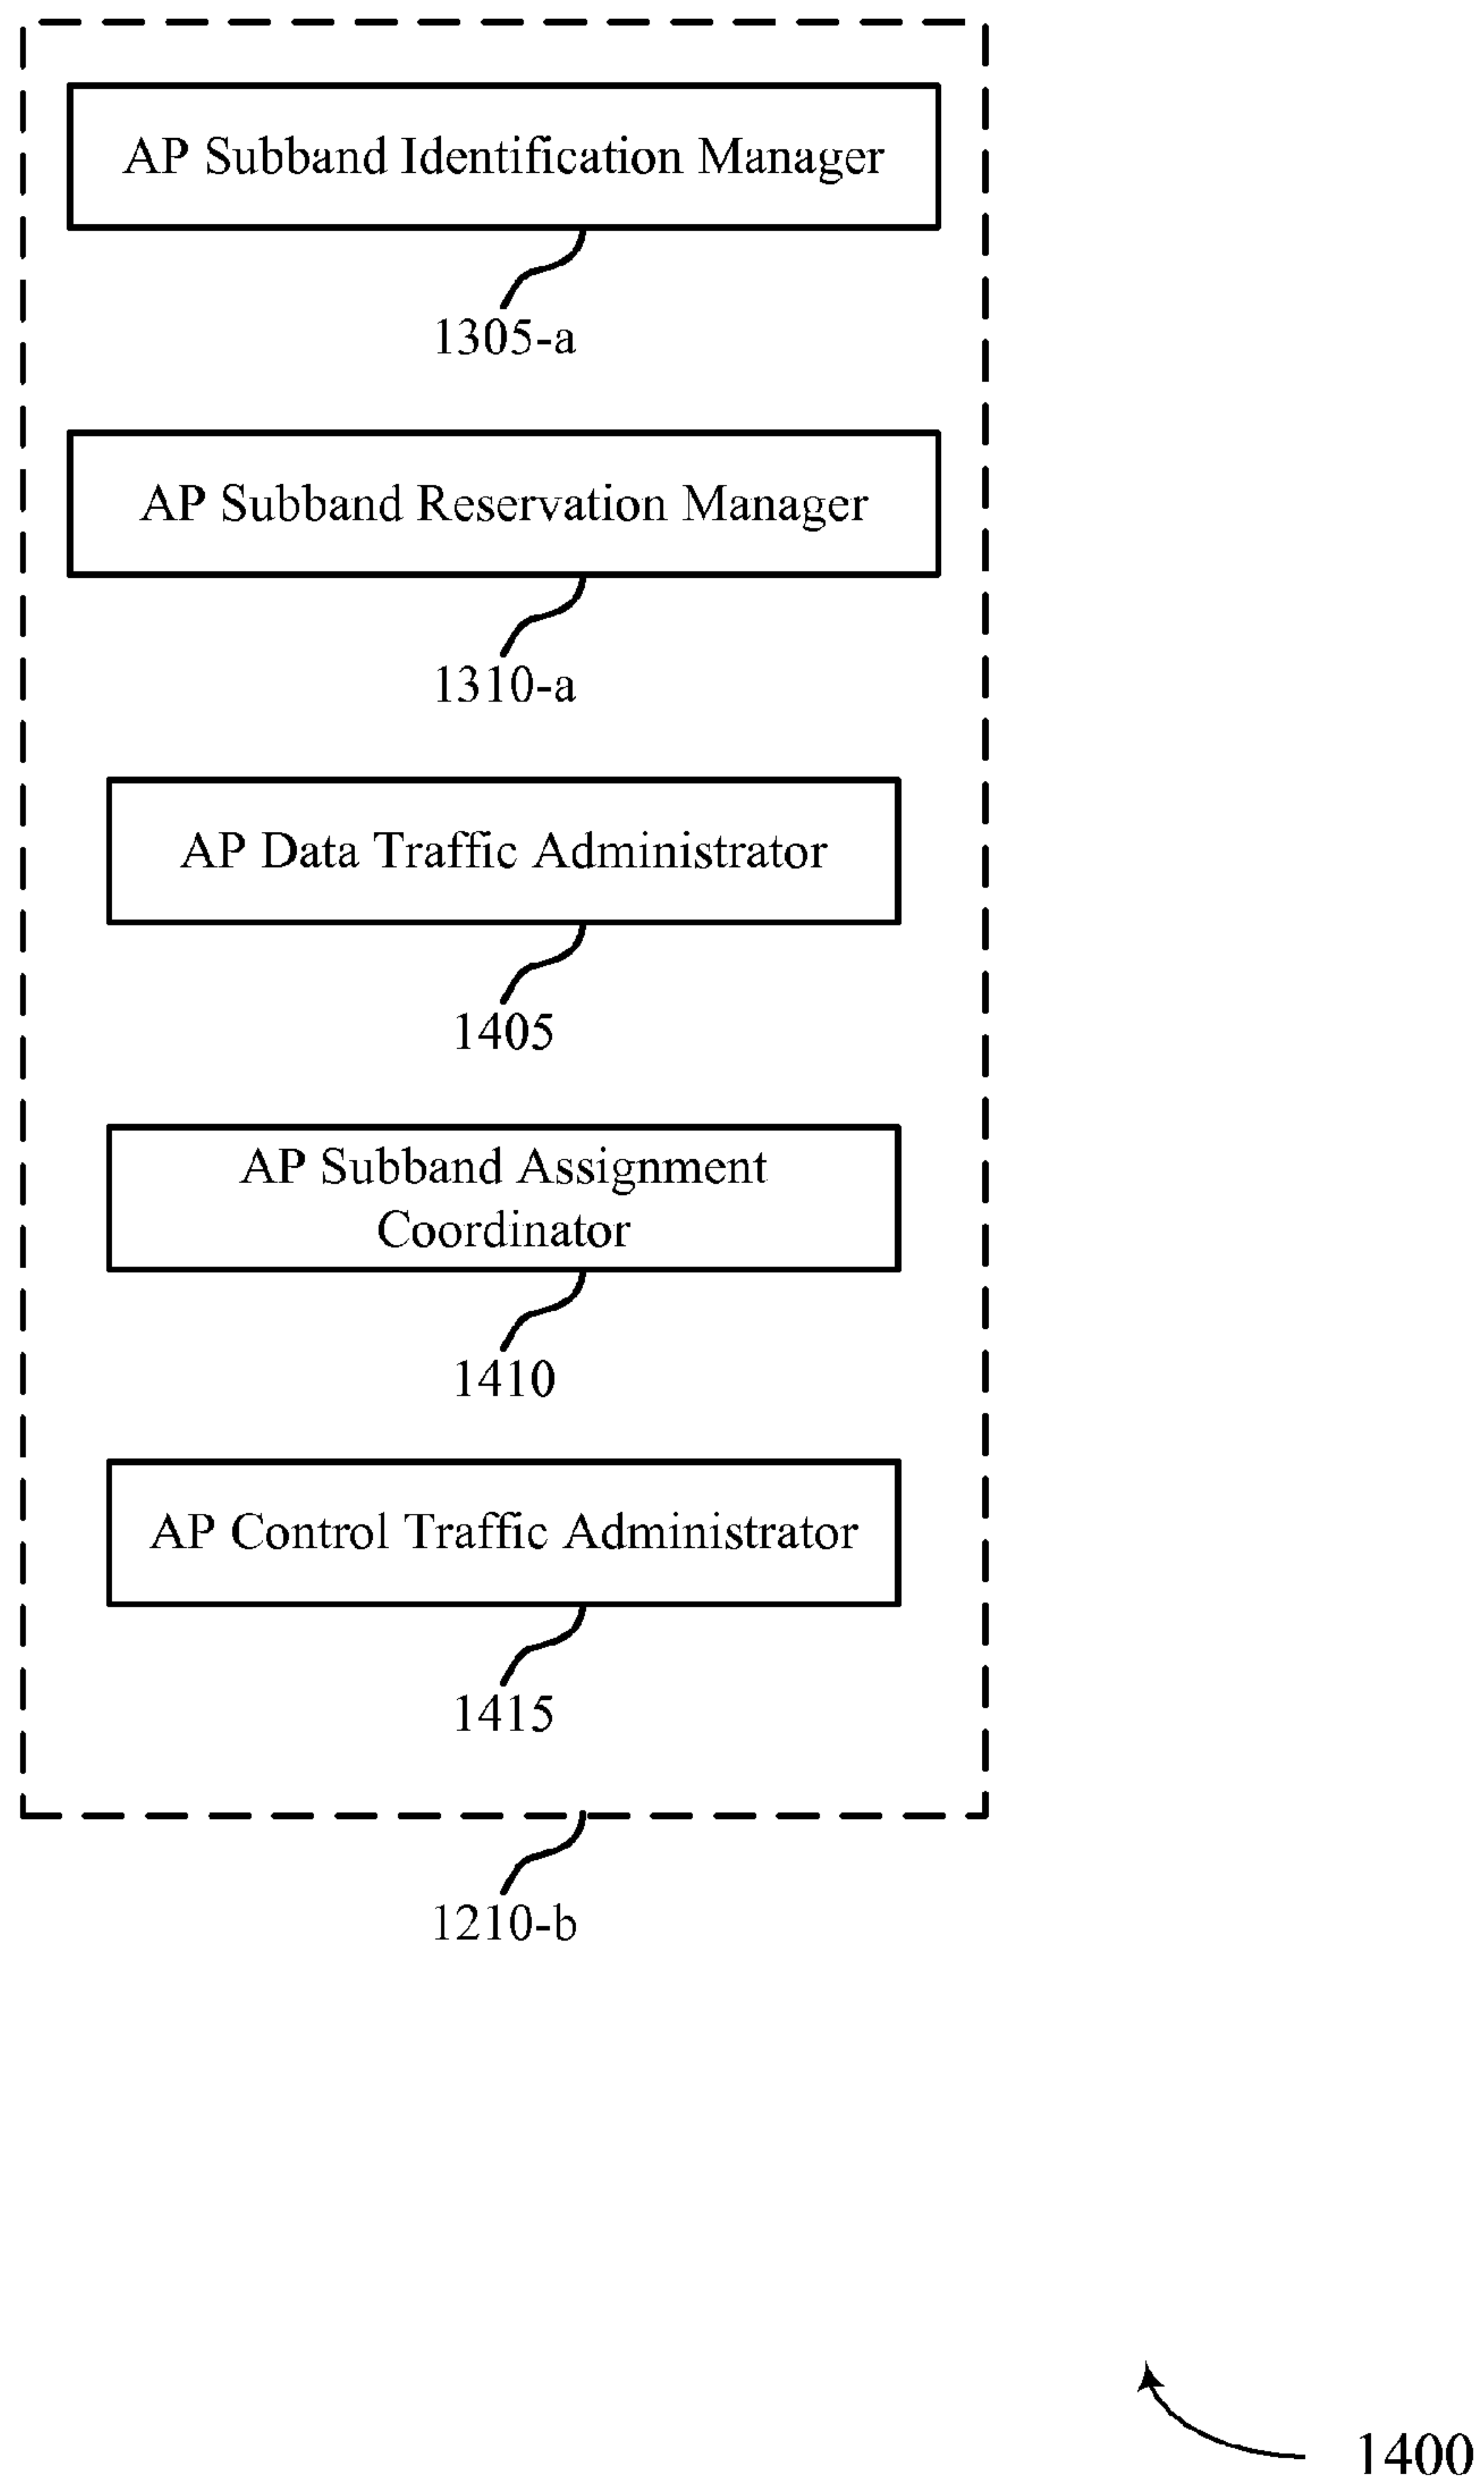 AP Subband Identification Manager
1305-a
AP Subband Reservation Manager
1310-a
AP Data Traffic Administrator
1405
AP Subband Assignment
Coordinator
1410
AP Control Traffic Administrator
1415
1210-b
1400